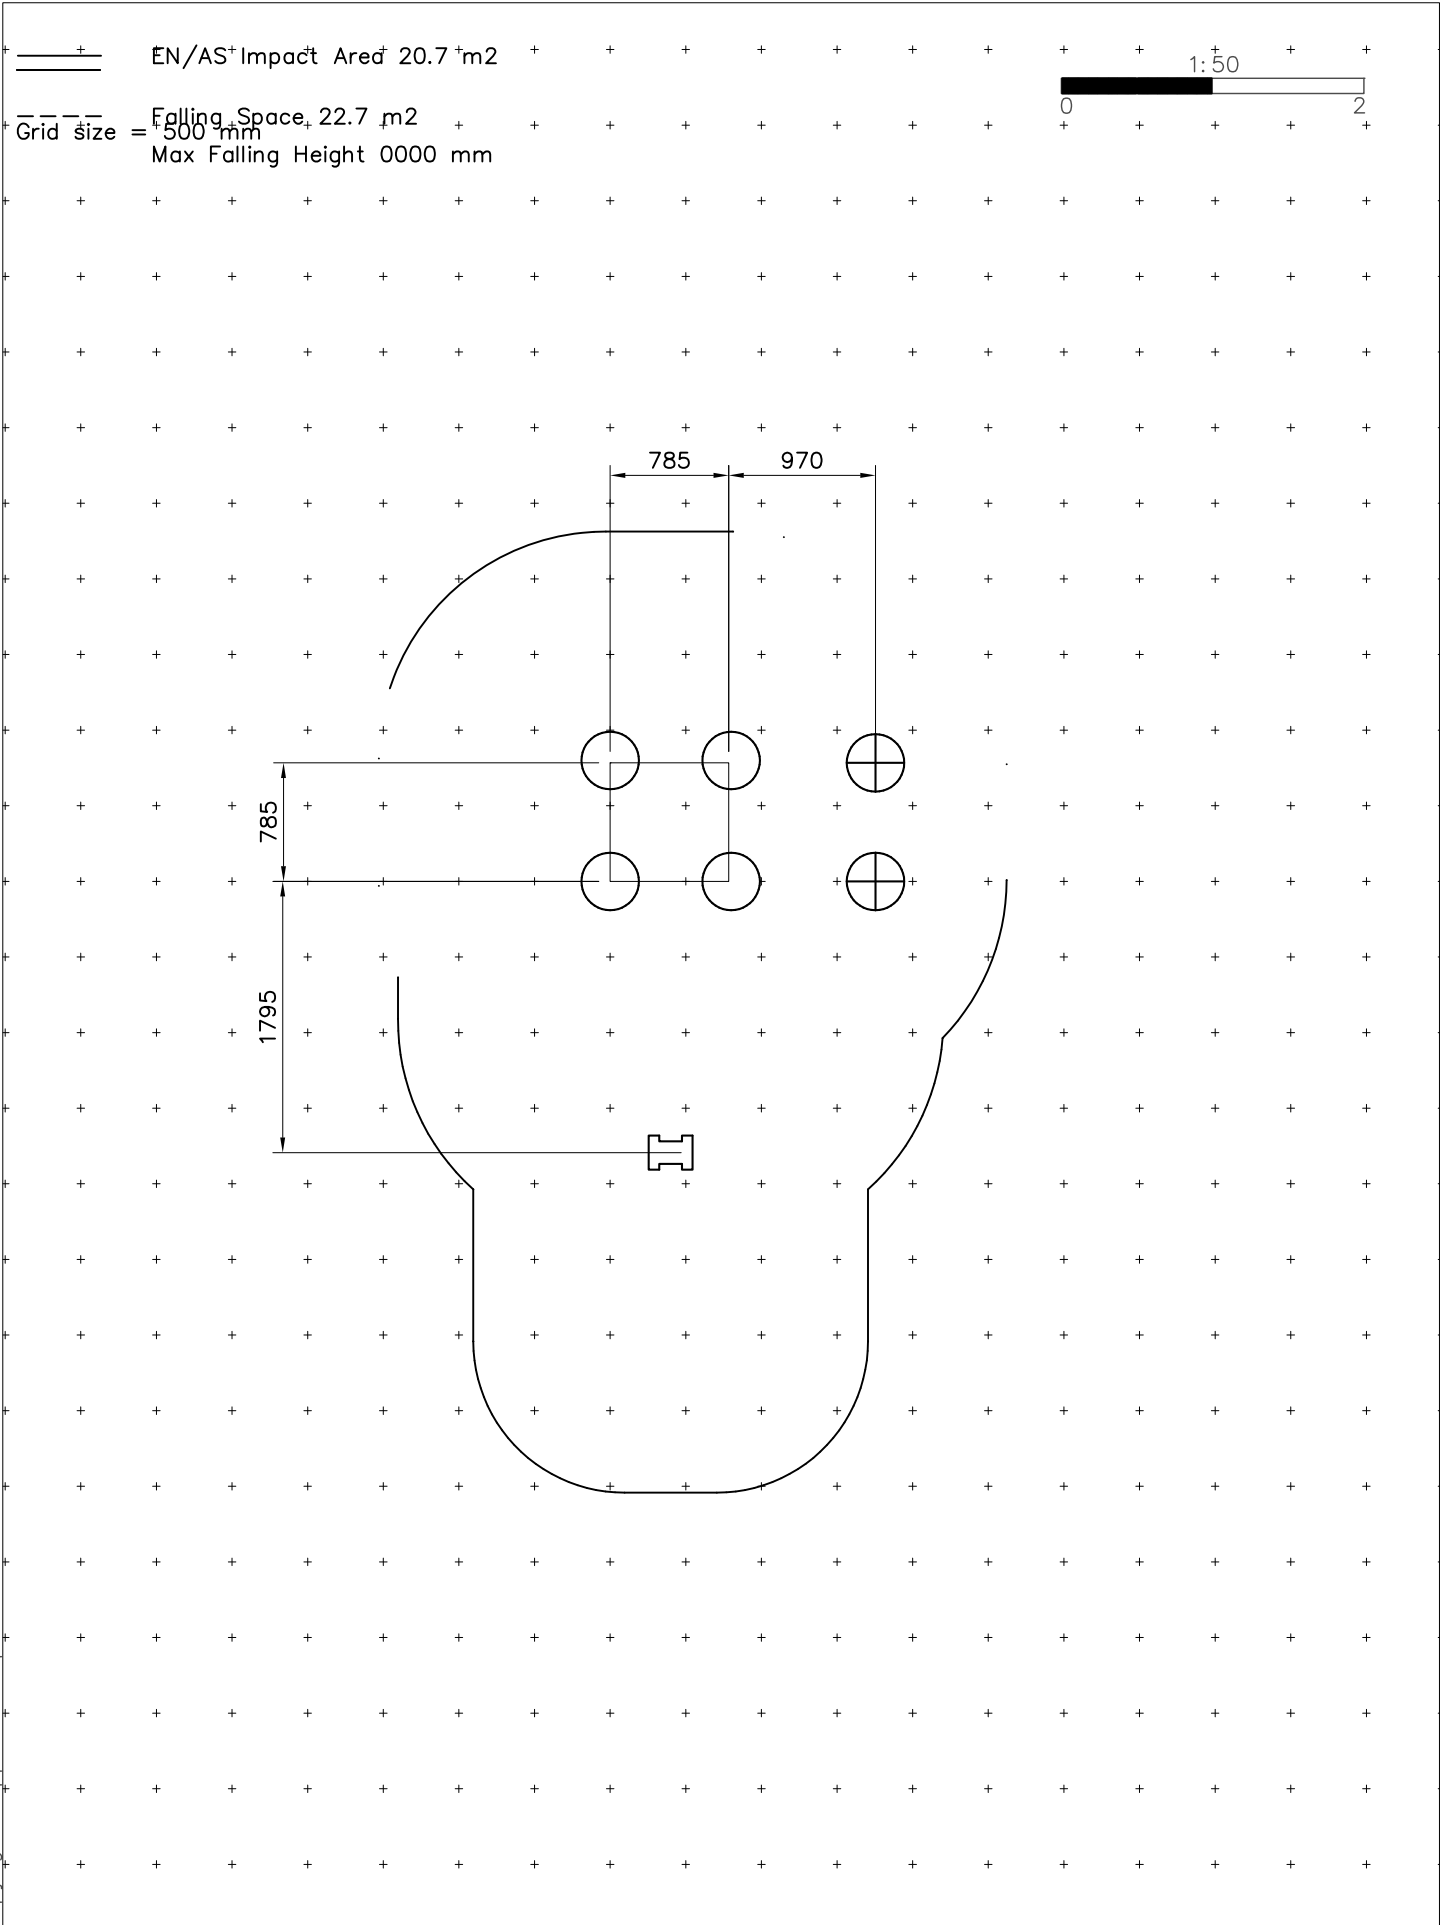 EN/AS Impact Area 20.7 m2
1:50
0 2
Falling Space 22.7 m2
Grid size = 500 mm
Max Falling Height 0000 mm
785 970
785
1795